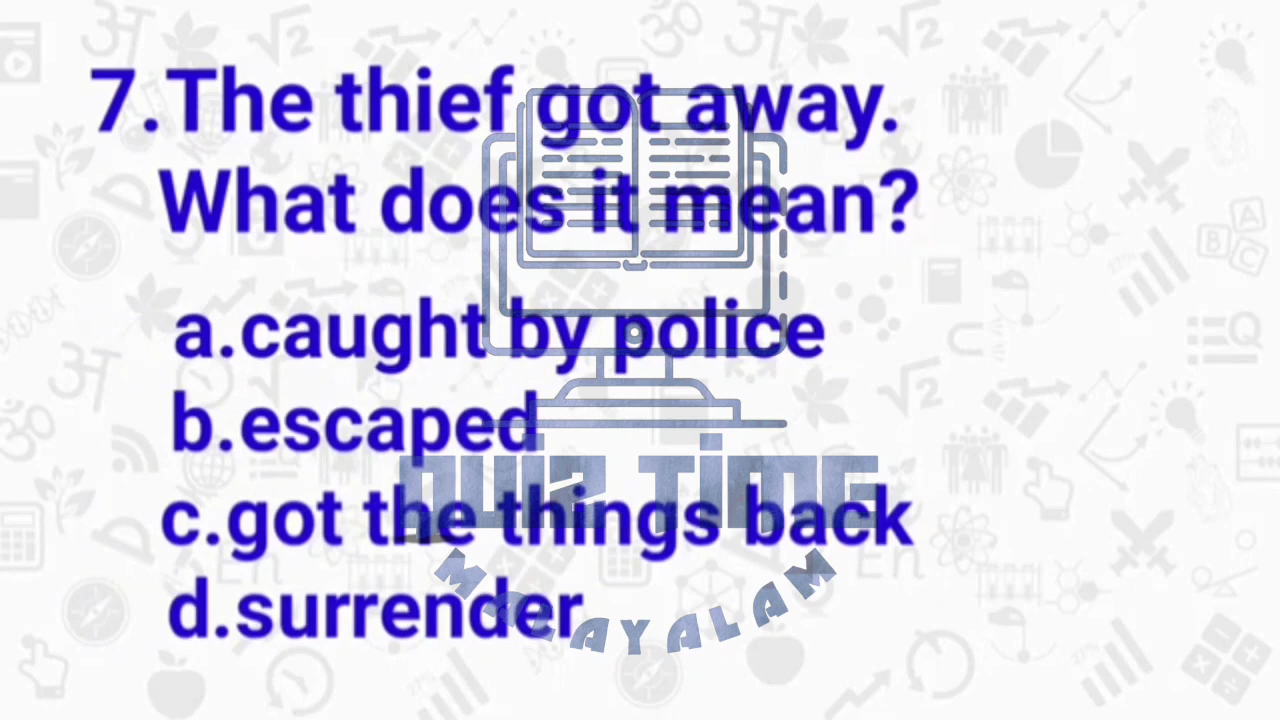 7.The thief got away.
What does it mean?
a.caught by police
b.escaped
c.got the things back
d.surrender
QUIZ TIME
MALAYALAM